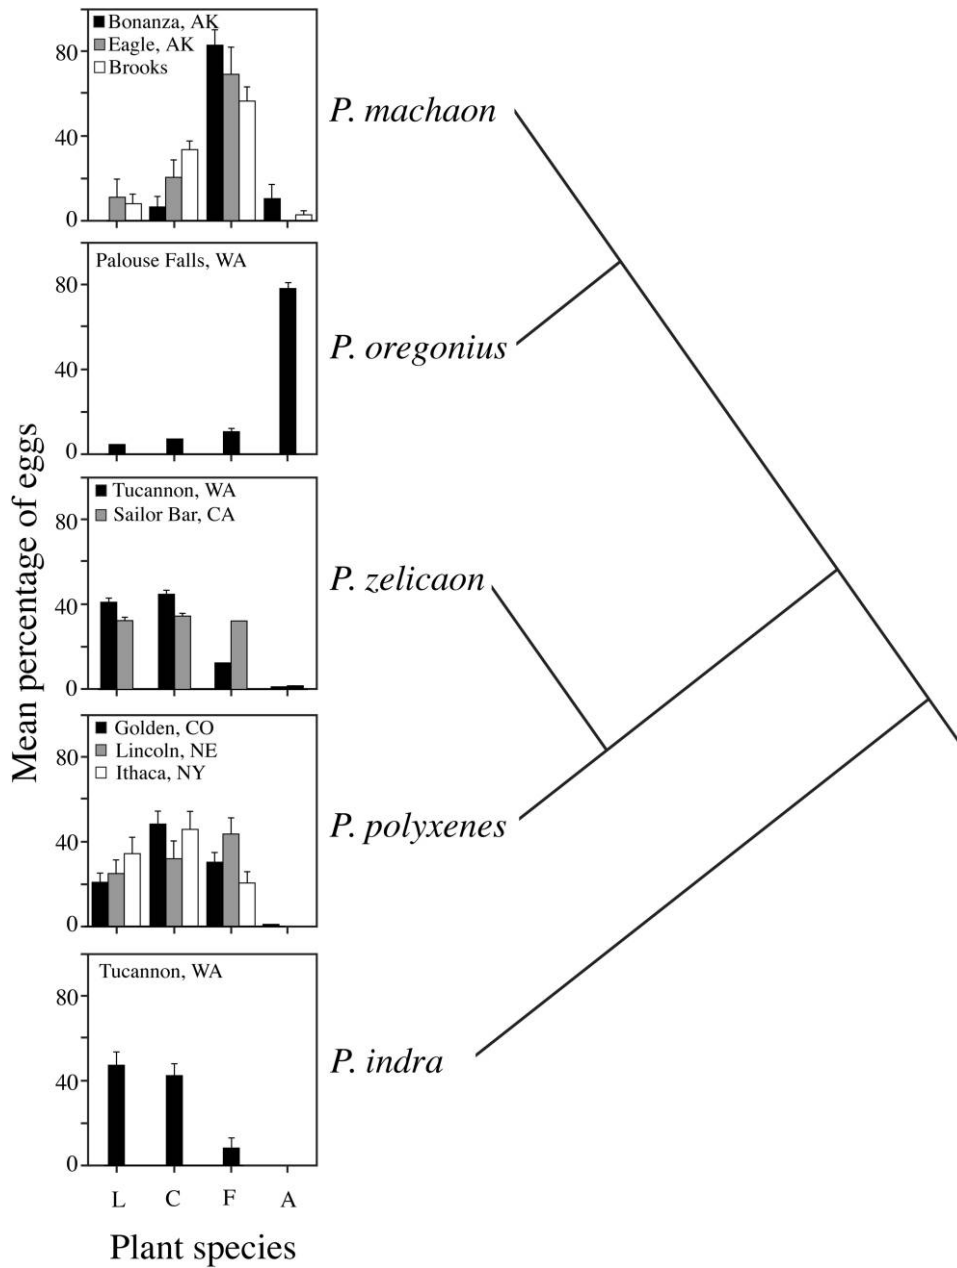 Bonanza, AK
Eagle, AK
Brooks
80
40
0
P. machaon
Palouse Falls, WA
80
40
0
P. oregonius
Tucannon, WA
Sailor Bar, CA
80
40
0
P. zelicaon
Golden, CO
Lincoln, NE
Ithaca, NY
80
40
0
P. polyxenes
Tucannon, WA
80
40
0
P. indra
Mean percentage of eggs
L C F A
Plant species